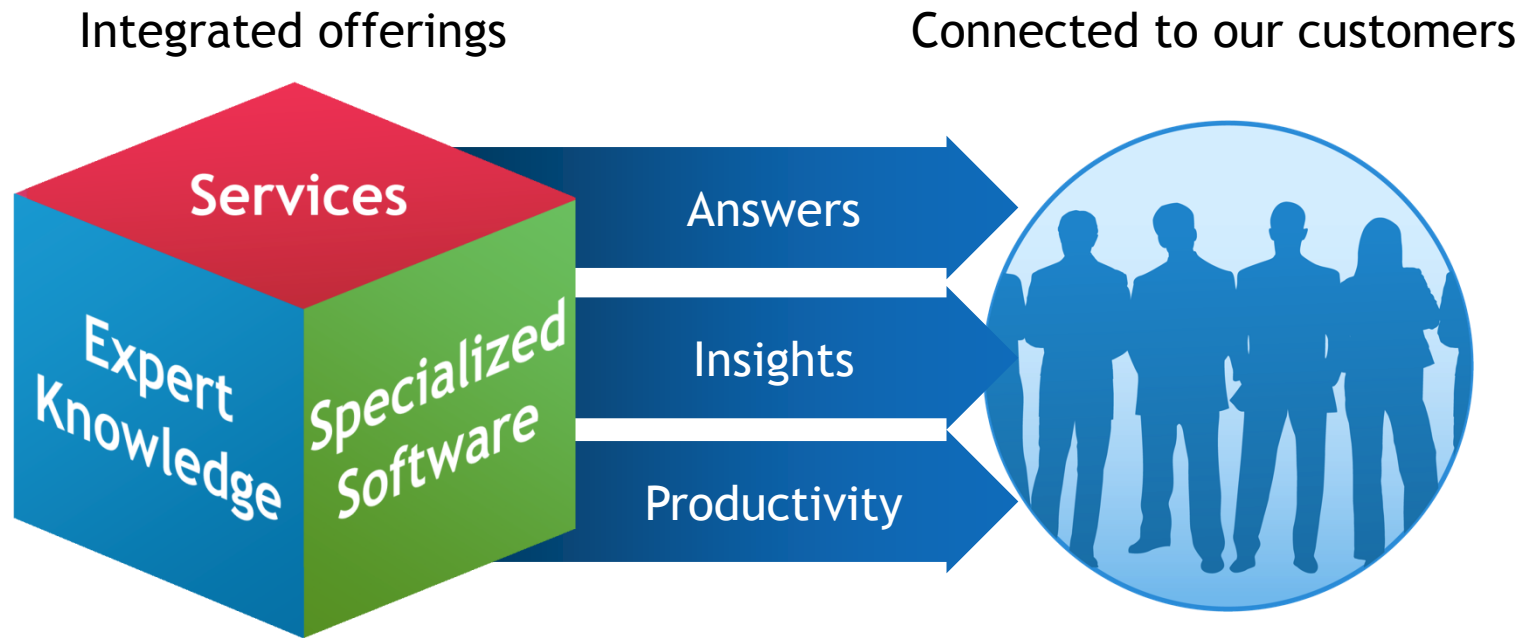 Integrated offerings
Connected to our customers
Services
Expert
Knowledge
Specialized
Software
Answers
Insights
Productivity